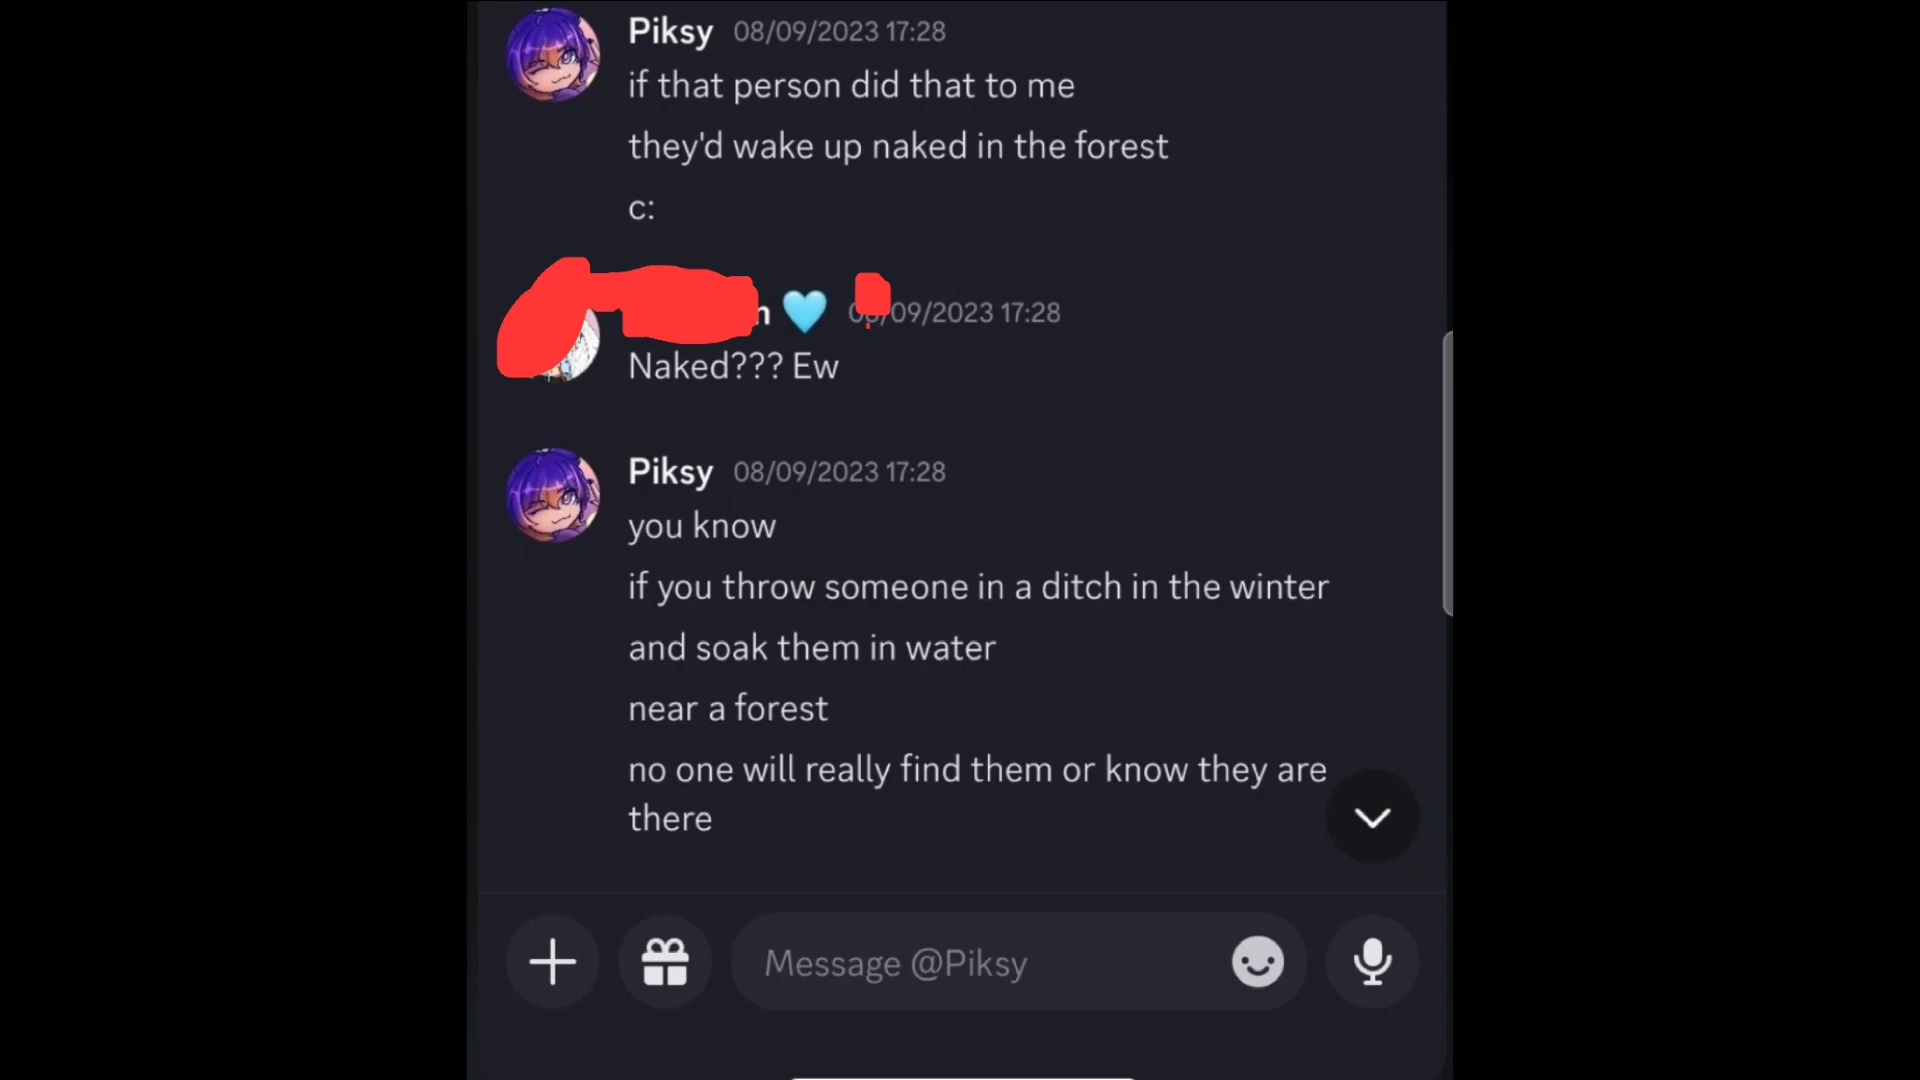 Piksy 08/09/2023 17:28
if that person did that to me
they'd wake up naked in the forest
c:
n 🩵 08/09/2023 17:28
Naked??? Ew
Piksy 08/09/2023 17:28
you know
if you throw someone in a ditch in the winter
and soak them in water
near a forest
no one will really find them or know they are
there
Message @Piksy